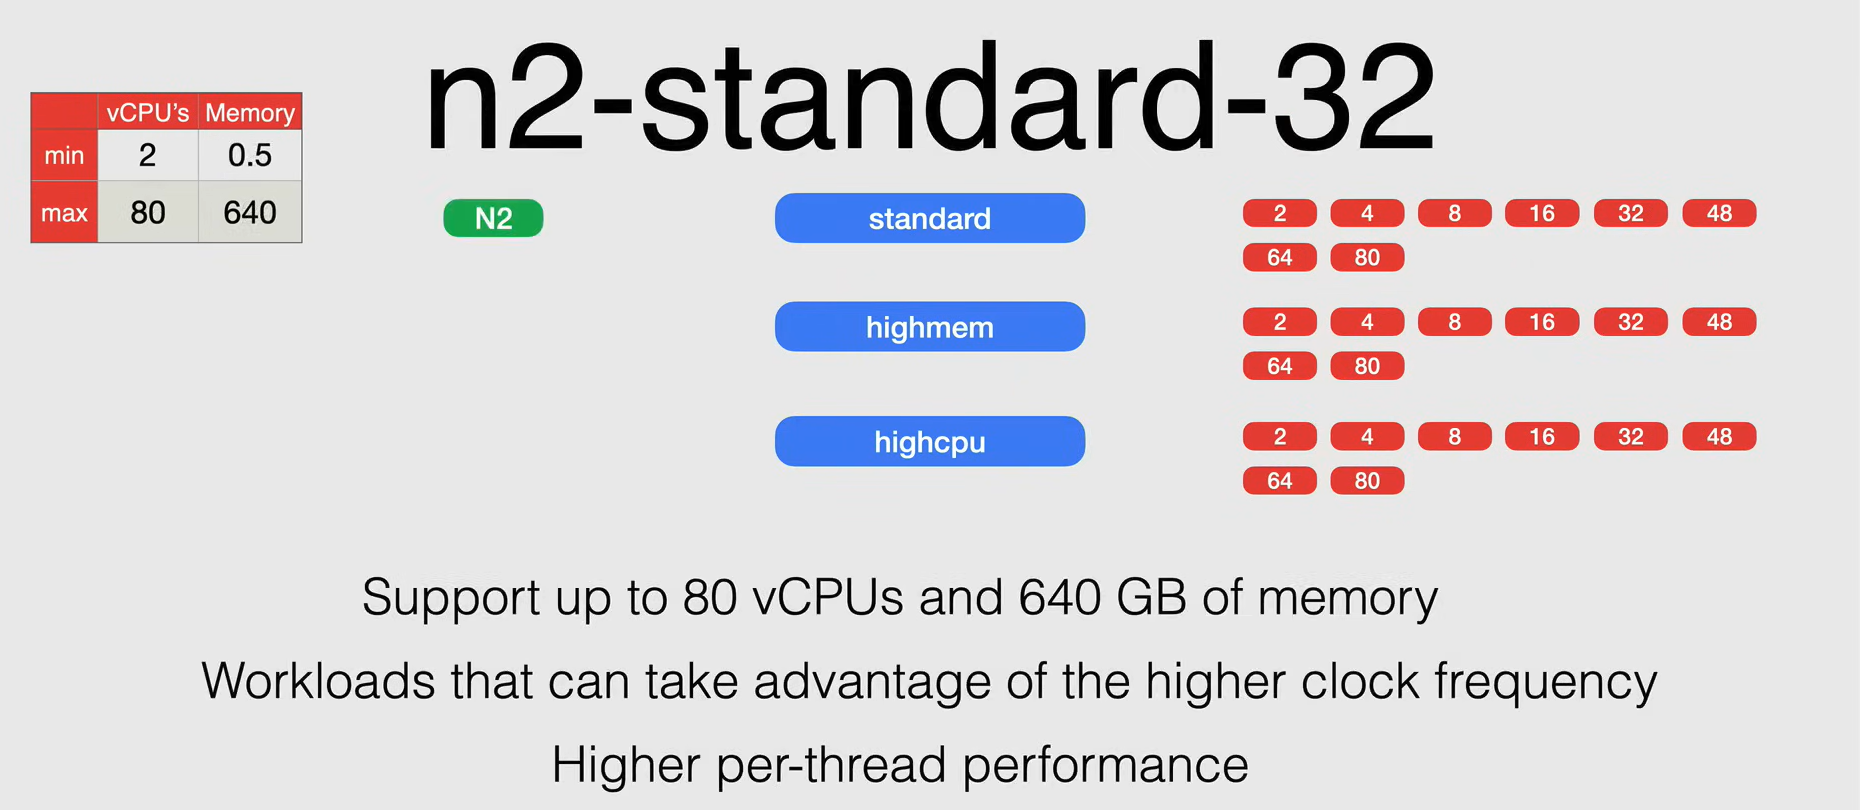 n2-standard-32
vCPU's Memory
min 2 0.5
max 80 640
N2
standard
2 4 8 16 32 48
64 80
highmem
2 4 8 16 32 48
64 80
highcpu
2 4 8 16 32 48
64 80
Support up to 80 vCPUs and 640 GB of memory
Workloads that can take advantage of the higher clock frequency
Higher per-thread performance